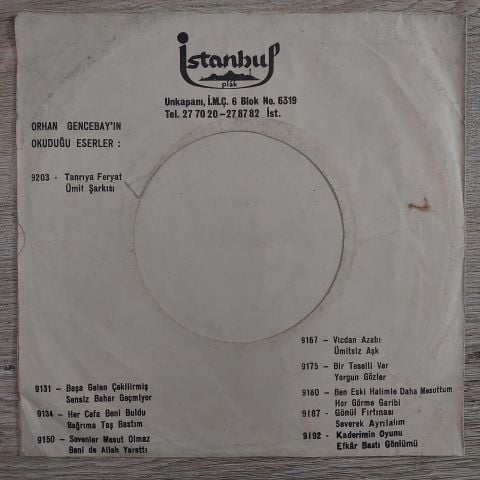 istanbul
plak
Unkapanı, İ.M.Ç. 6 Blok No. 6319
Tel. 27 70 20 – 27 87 82 İst.
ORHAN GENCEBAY'IN
OKUDUĞU ESERLER :
9203 - Tanrıya Feryat
Ümit Şarkısı
9131 – Başa Gelen Çekilirmiş
Sensiz Bahar Geçmiyor
9134 – Her Cefa Beni Buldu
Bağrıma Taş Bastım
9150 – Sevenler Mesut Olmaz
Beni de Allah Yarattı
9167 – Vicdan Azabı
Ümitsiz Aşk
9175 – Bir Teselli Ver
Yorgun Gözler
9180 – Ben Eski Halimle Daha Mesuttum
Hor Görme Garibi
9187 – Gönül Fırtınası
Severek Ayrılalım
9192 – Kaderimin Oyunu
Efkâr Bastı Gönlümü